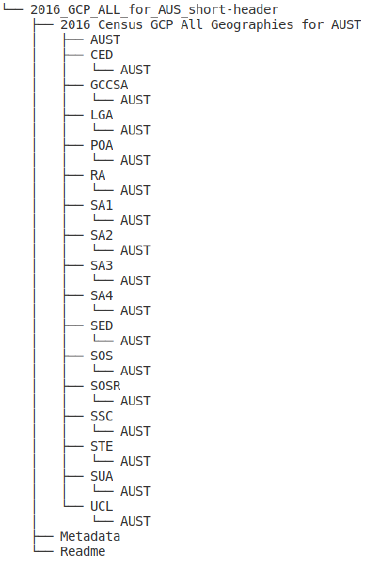 2016_GCP_ALL_for_AUS_short-header
2016 Census GCP All Geographies for AUST
AUST
CED
AUST
GCCSA
AUST
LGA
AUST
POA
AUST
RA
AUST
SA1
AUST
SA2
AUST
SA3
AUST
SA4
AUST
SED
AUST
SOS
AUST
SOSR
AUST
SSC
AUST
STE
AUST
SUA
AUST
UCL
AUST
Metadata
Readme